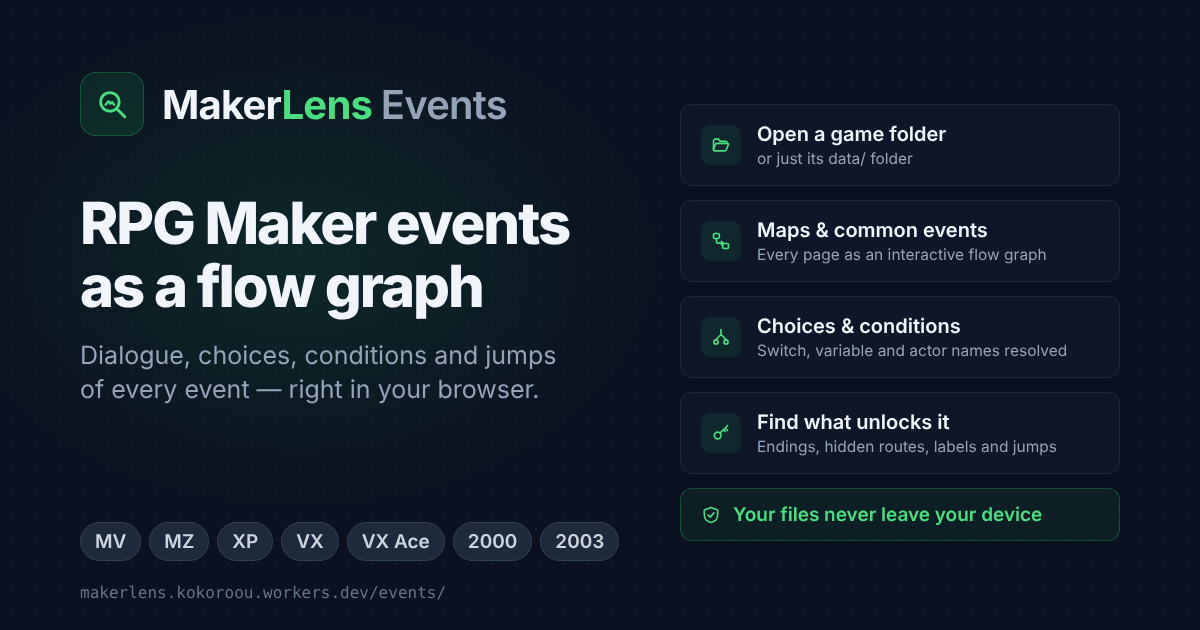 MakerLens Events
RPG Maker events
as a flow graph
Dialogue, choices, conditions and jumps
of every event — right in your browser.
MV MZ XP VX VX Ace 2000 2003
makerlens.kokoroou.workers.dev/events/
Open a game folder
or just its data/ folder
Maps & common events
Every page as an interactive flow graph
Choices & conditions
Switch, variable and actor names resolved
Find what unlocks it
Endings, hidden routes, labels and jumps
Your files never leave your device